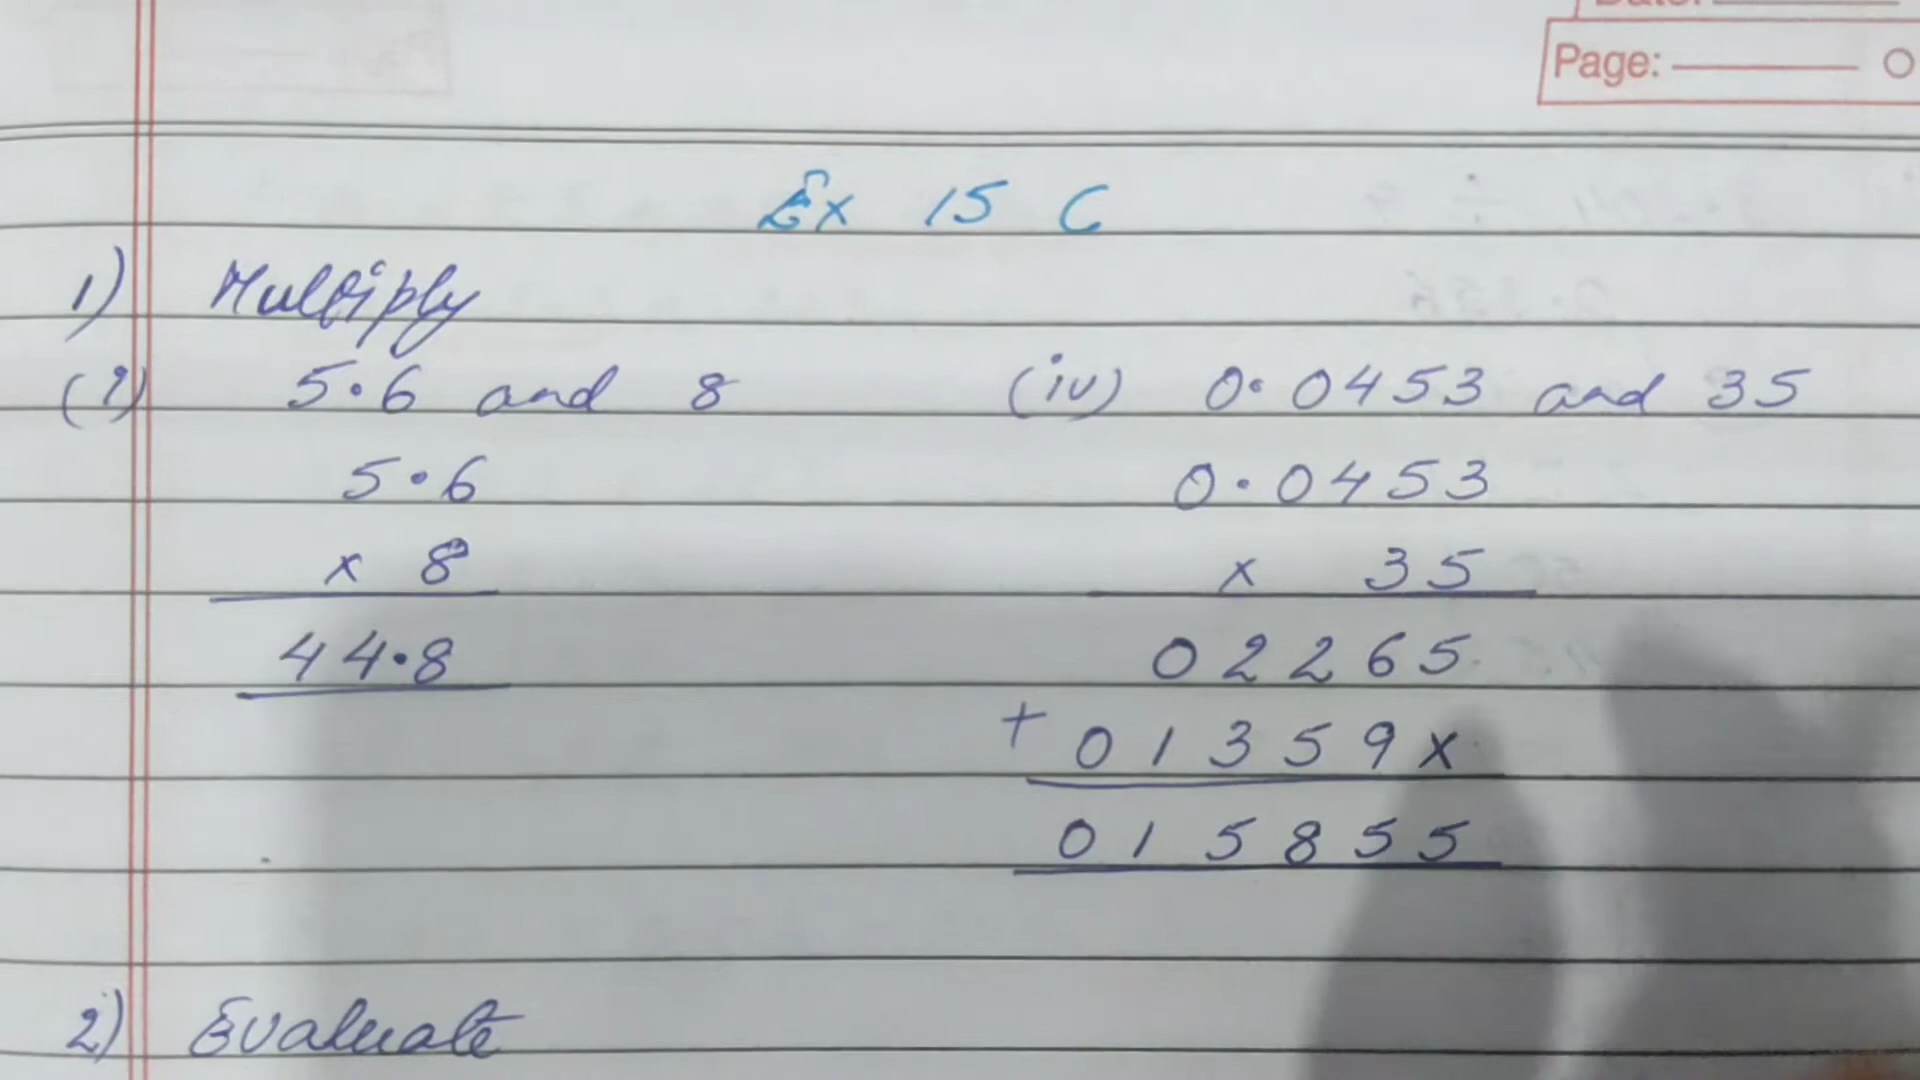 Page:
Ex 15 C
1) Multiply
(i) 5.6 and 8
5.6
x 8
44.8
(iv) 0.0453 and 35
0.0453
x 35
02265
+ 01359x
015855
2) Evaluate